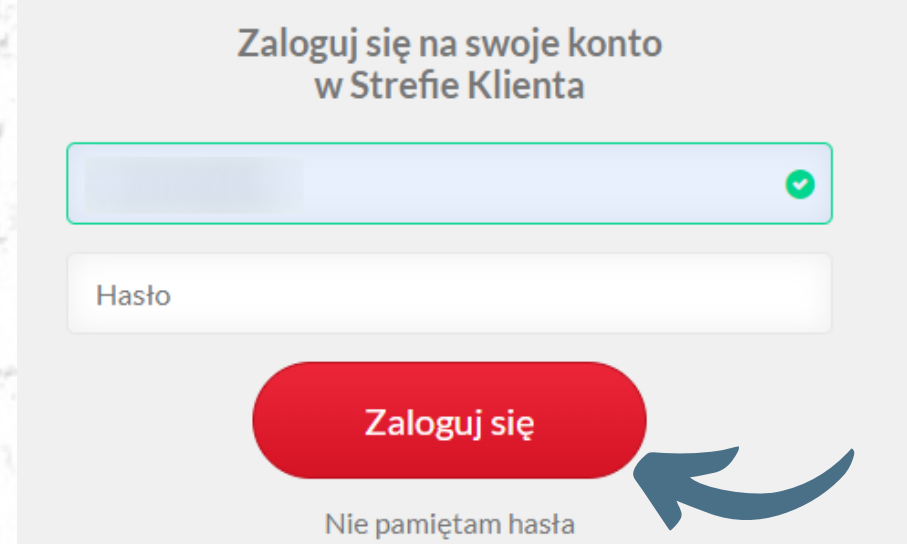 Zaloguj się na swoje konto
w Strefie Klienta
Hasło
Zaloguj się
Nie pamiętam hasła